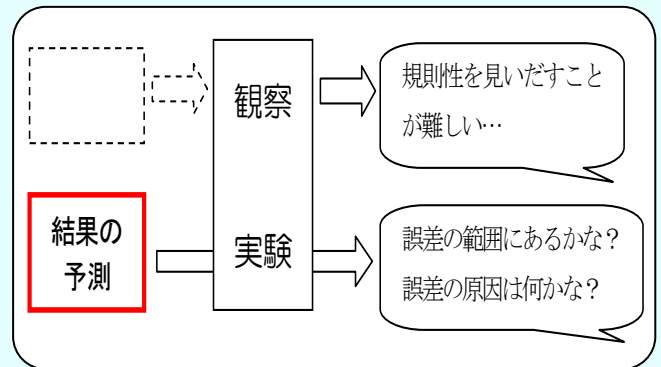 観察
規則性を見いだすこと
が難しい…
結果の
予測
実験
誤差の範囲にあるかな?
誤差の原因は何かな?